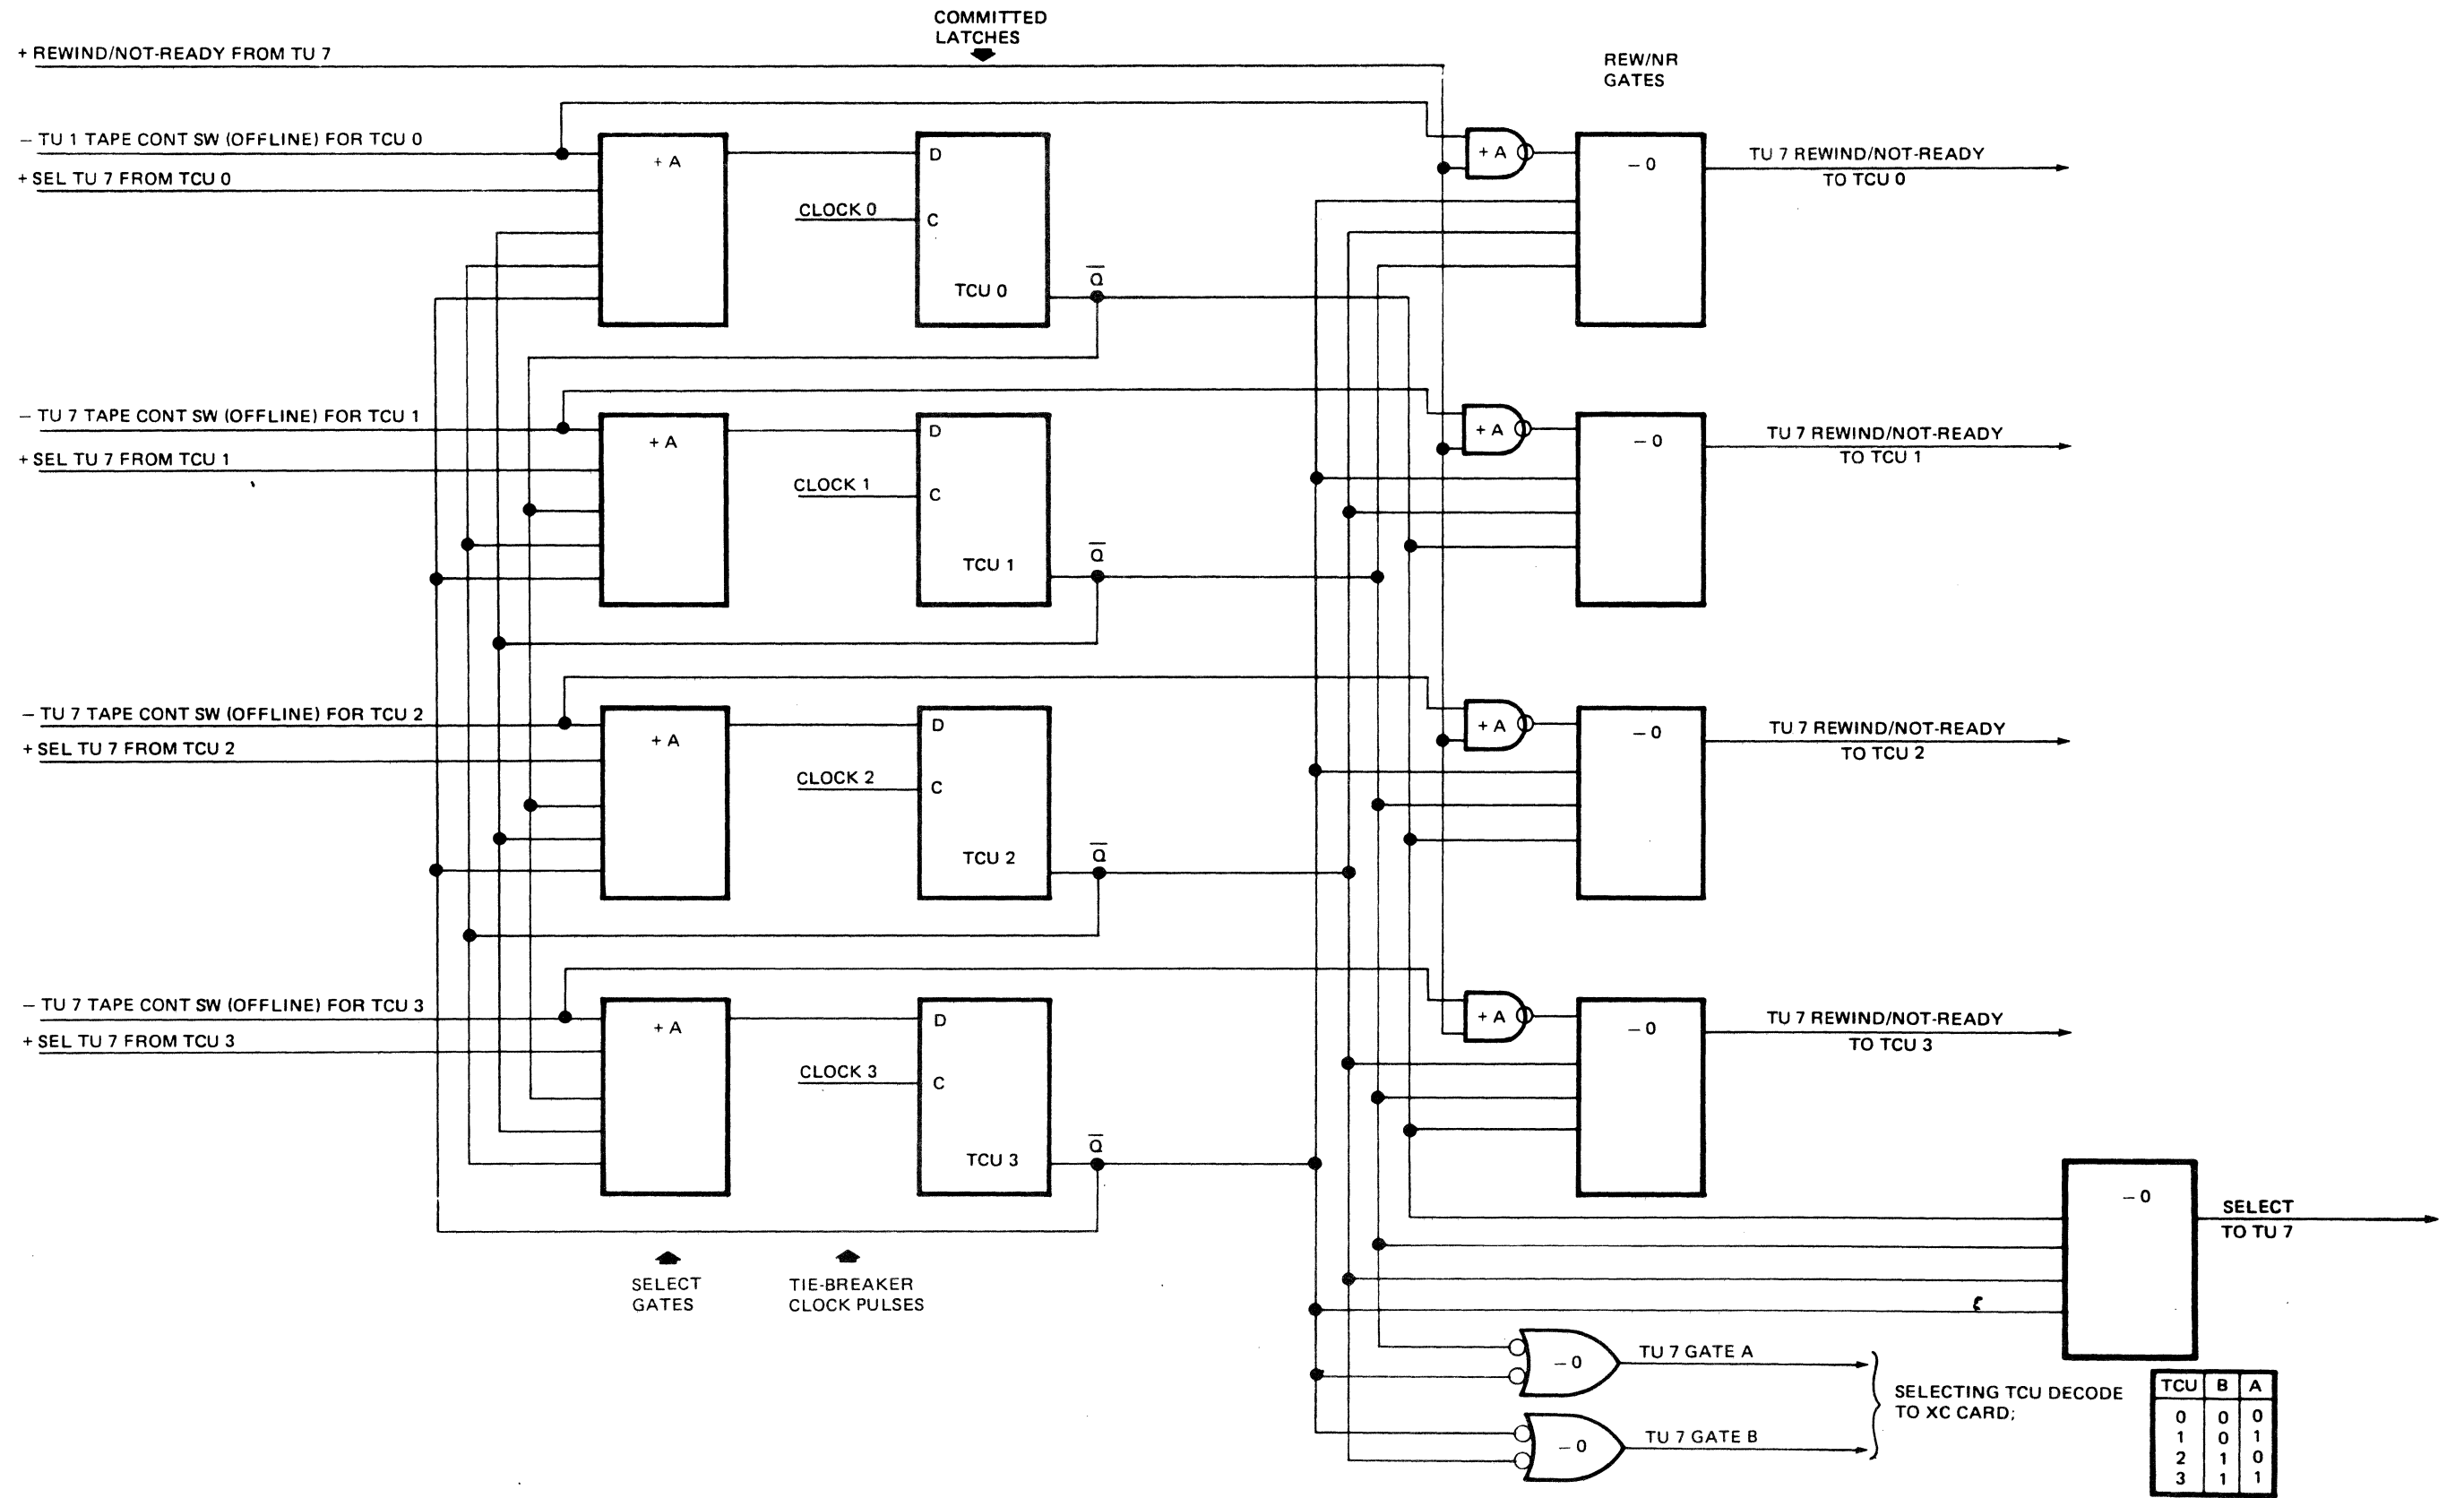 COMMITTED
LATCHES
+ REWIND/NOT-READY FROM TU 7
REW/NR
GATES
– TU 1 TAPE CONT SW (OFFLINE) FOR TCU 0
+ SEL TU 7 FROM TCU 0
+ A
D
CLOCK 0
C
TCU 0
Q
+ A
– 0
TU 7 REWIND/NOT-READY
TO TCU 0
– TU 7 TAPE CONT SW (OFFLINE) FOR TCU 1
+ SEL TU 7 FROM TCU 1
+ A
D
CLOCK 1
C
TCU 1
Q
+ A
– 0
TU 7 REWIND/NOT-READY
TO TCU 1
– TU 7 TAPE CONT SW (OFFLINE) FOR TCU 2
+ SEL TU 7 FROM TCU 2
+ A
D
CLOCK 2
C
TCU 2
Q
+ A
– 0
TU 7 REWIND/NOT-READY
TO TCU 2
– TU 7 TAPE CONT SW (OFFLINE) FOR TCU 3
+ SEL TU 7 FROM TCU 3
+ A
D
CLOCK 3
C
TCU 3
Q
+ A
– 0
TU 7 REWIND/NOT-READY
TO TCU 3
– 0
SELECT
TO TU 7
SELECT
GATES
TIE-BREAKER
CLOCK PULSES
– 0
TU 7 GATE A
– 0
TU 7 GATE B
SELECTING TCU DECODE
TO XC CARD;
TCU B A
0 0 0
1 0 1
2 1 0
3 1 1